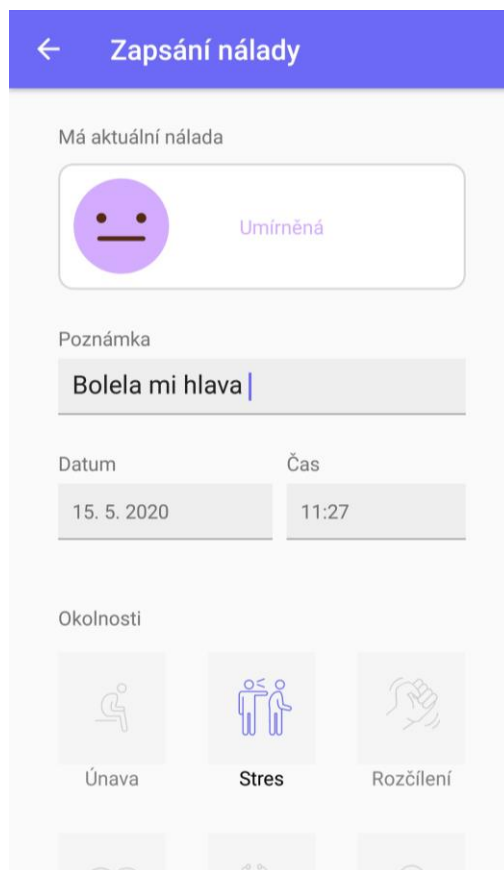 Zapsání nálady
Má aktuální nálada
Umírněná
Poznámka
Bolela mi hlava
Datum Čas
15. 5. 2020 11:27
Okolnosti
Únava Stres Rozčílení